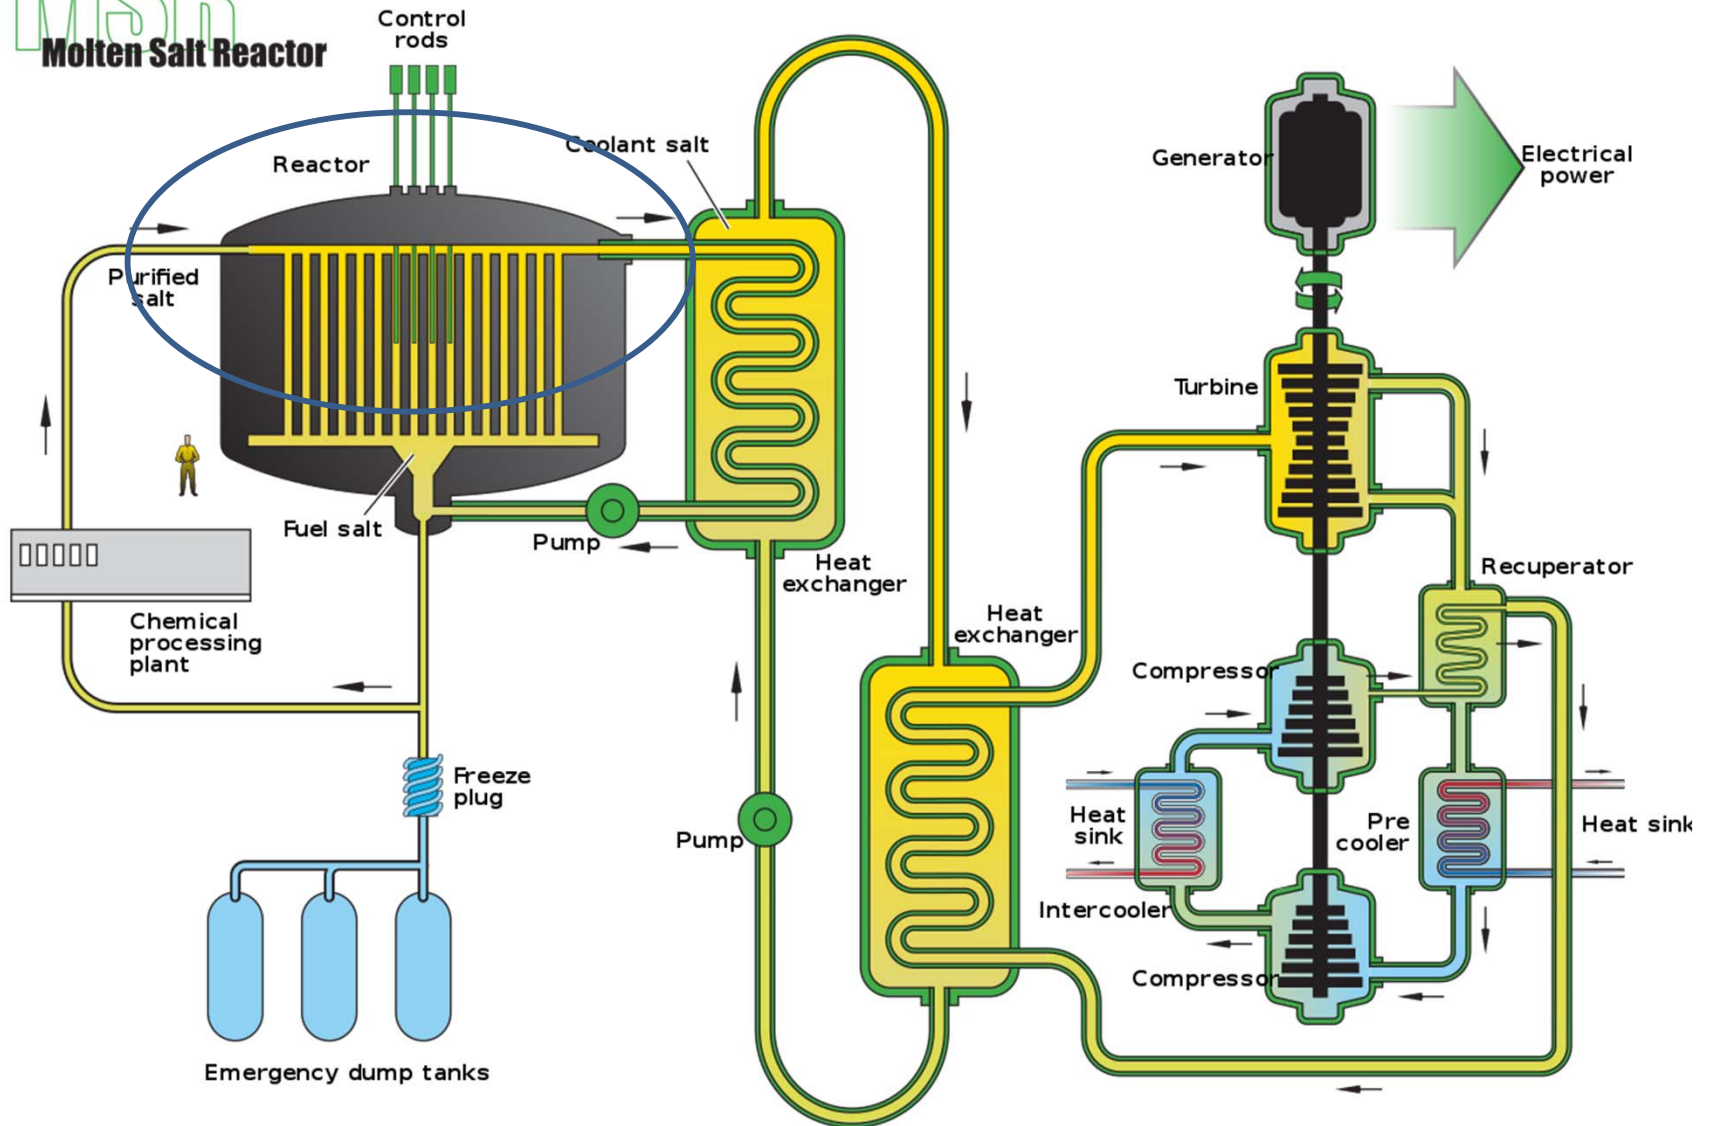 MSR
Molten Salt Reactor
Control
rods
Reactor
Coolant salt
Purified
salt
Fuel salt
Pump
Heat
exchanger
Chemical
processing
plant
Freeze
plug
Emergency dump tanks
Pump
Heat
exchanger
Generator
Electrical
power
Turbine
Recuperator
Compressor
Heat
sink
Pre
cooler
Heat sink
Intercooler
Compressor